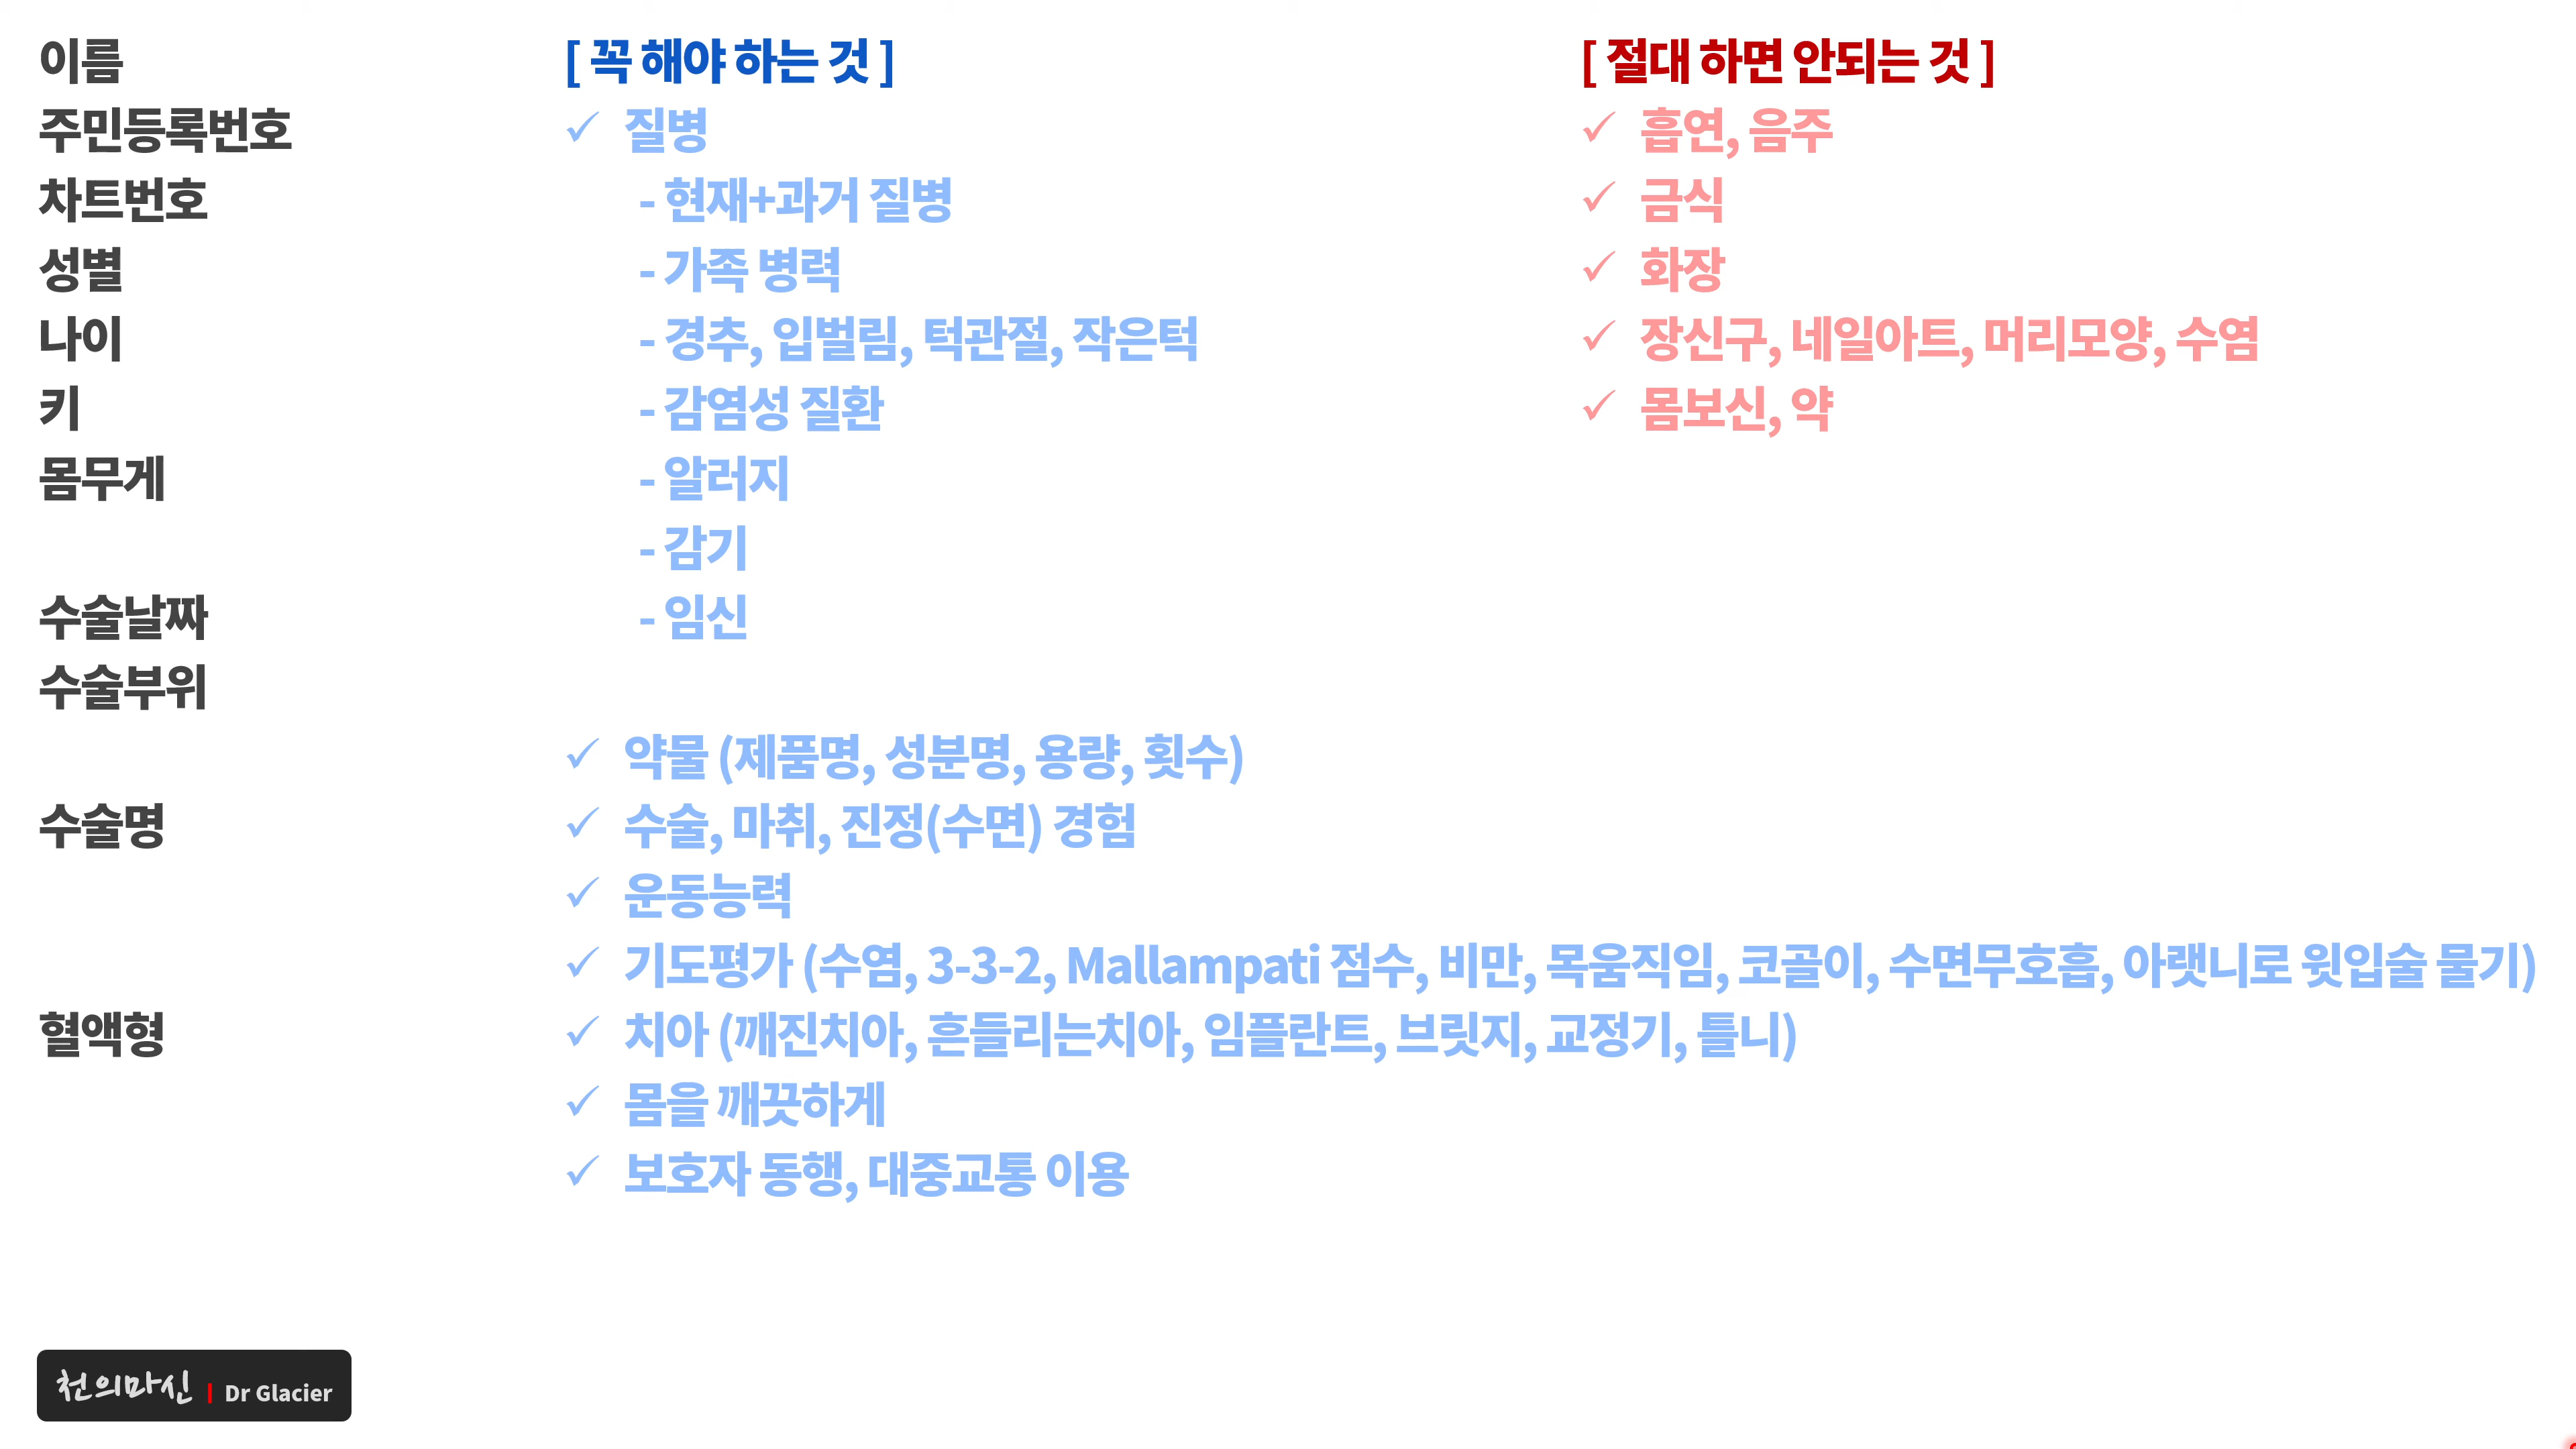 이름
주민등록번호
차트번호
성별
나이
키
몸무게
수술날짜
수술부위
수술명
혈액형
[ 꼭 해야 하는 것 ]
✓ 질병
- 현재+과거 질병
- 가족 병력
- 경추, 입벌림, 턱관절, 작은턱
- 감염성 질환
- 알러지
- 감기
- 임신
✓ 약물 (제품명, 성분명, 용량, 횟수)
✓ 수술, 마취, 진정(수면) 경험
✓ 운동능력
✓ 기도평가 (수염, 3-3-2, Mallampati 점수, 비만, 목움직임, 코골이, 수면무호흡, 아랫니로 윗입술 물기)
✓ 치아 (깨진치아, 흔들리는치아, 임플란트, 브릿지, 교정기, 틀니)
✓ 몸을 깨끗하게
✓ 보호자 동행, 대중교통 이용
[ 절대 하면 안되는 것 ]
✓ 흡연, 음주
✓ 금식
✓ 화장
✓ 장신구, 네일아트, 머리모양, 수염
✓ 몸보신, 약
천의마신 | Dr Glacier